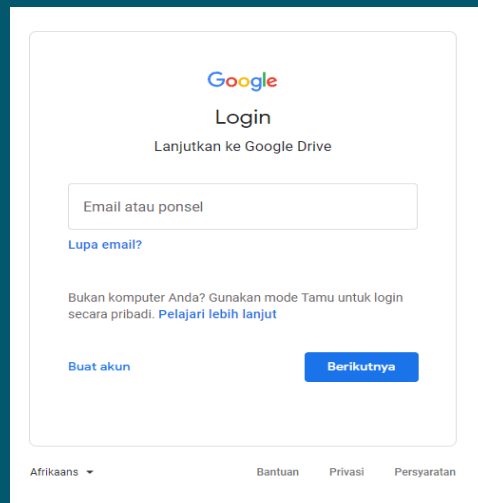 Google
Login
Lanjutkan ke Google Drive
Email atau ponsel
Lupa email?
Bukan komputer Anda? Gunakan mode Tamu untuk login
secara pribadi. Pelajari lebih lanjut
Buat akun
Berikutnya
Afrikaans
Bantuan
Privasi
Persyaratan